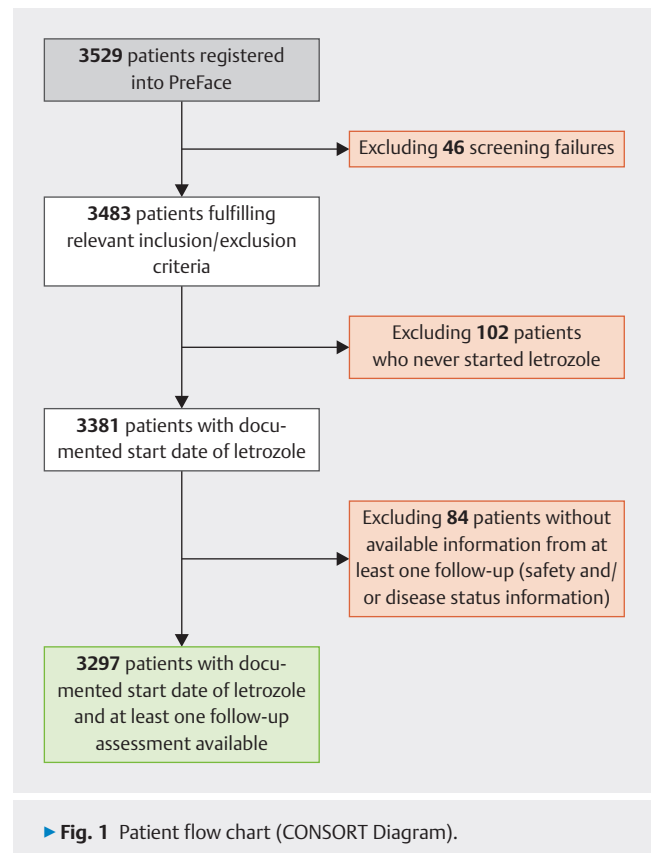 3529 patients registered
into PreFace
Excluding 46 screening failures
3483 patients fulfilling
relevant inclusion/exclusion
criteria
Excluding 102 patients
who never started letrozole
3381 patients with docu-
mented start date of letrozole
Excluding 84 patients without
available information from at
least one follow-up (safety and/
or disease status information)
3297 patients with docu-
mented start date of letrozole
and at least one follow-up
assessment available
▶ Fig. 1 Patient flow chart (CONSORT Diagram).